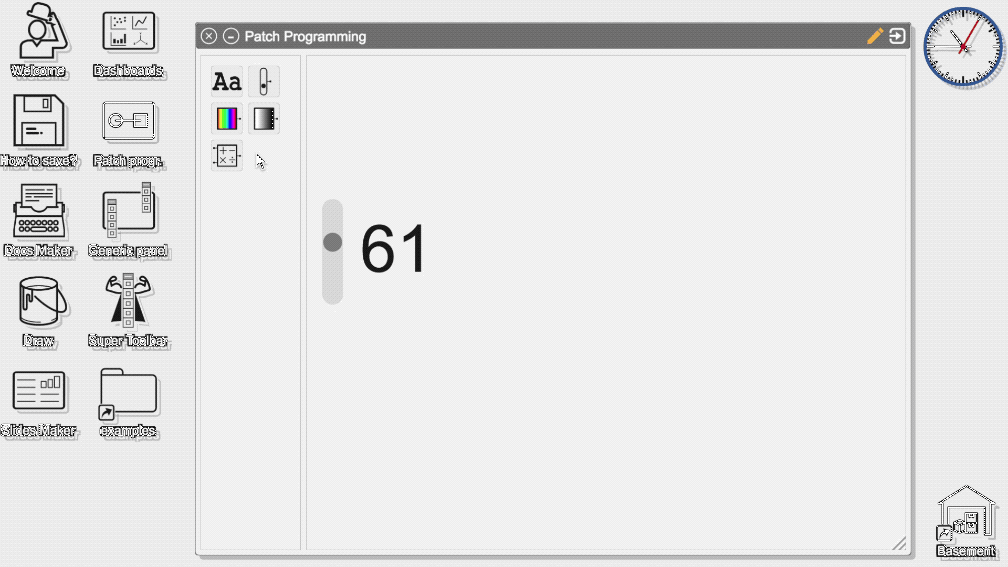 Patch Programming
Welcome
Dashboards
How to save?
Patch progr.
Docs Maker
Generic panel
Draw
Super Toolbar
Slides Maker
examples
Aa
61
Basement